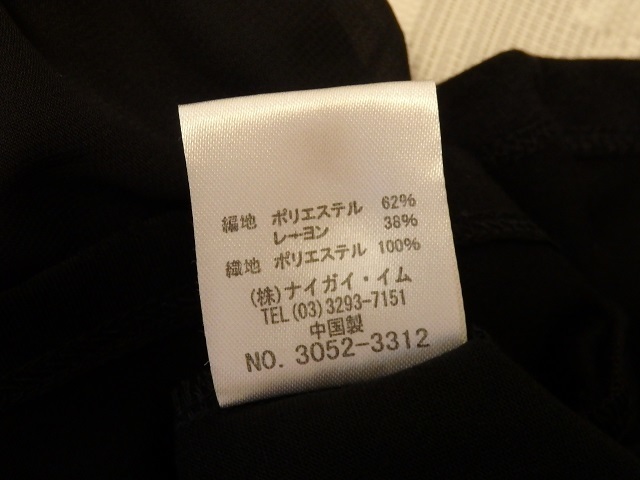 編地 ポリエステル 62%
レーヨン 38%
織地 ポリエステル 100%
(株)ナイガイ・イム
TEL(03)3293-7151
中国製
NO. 3052-3312